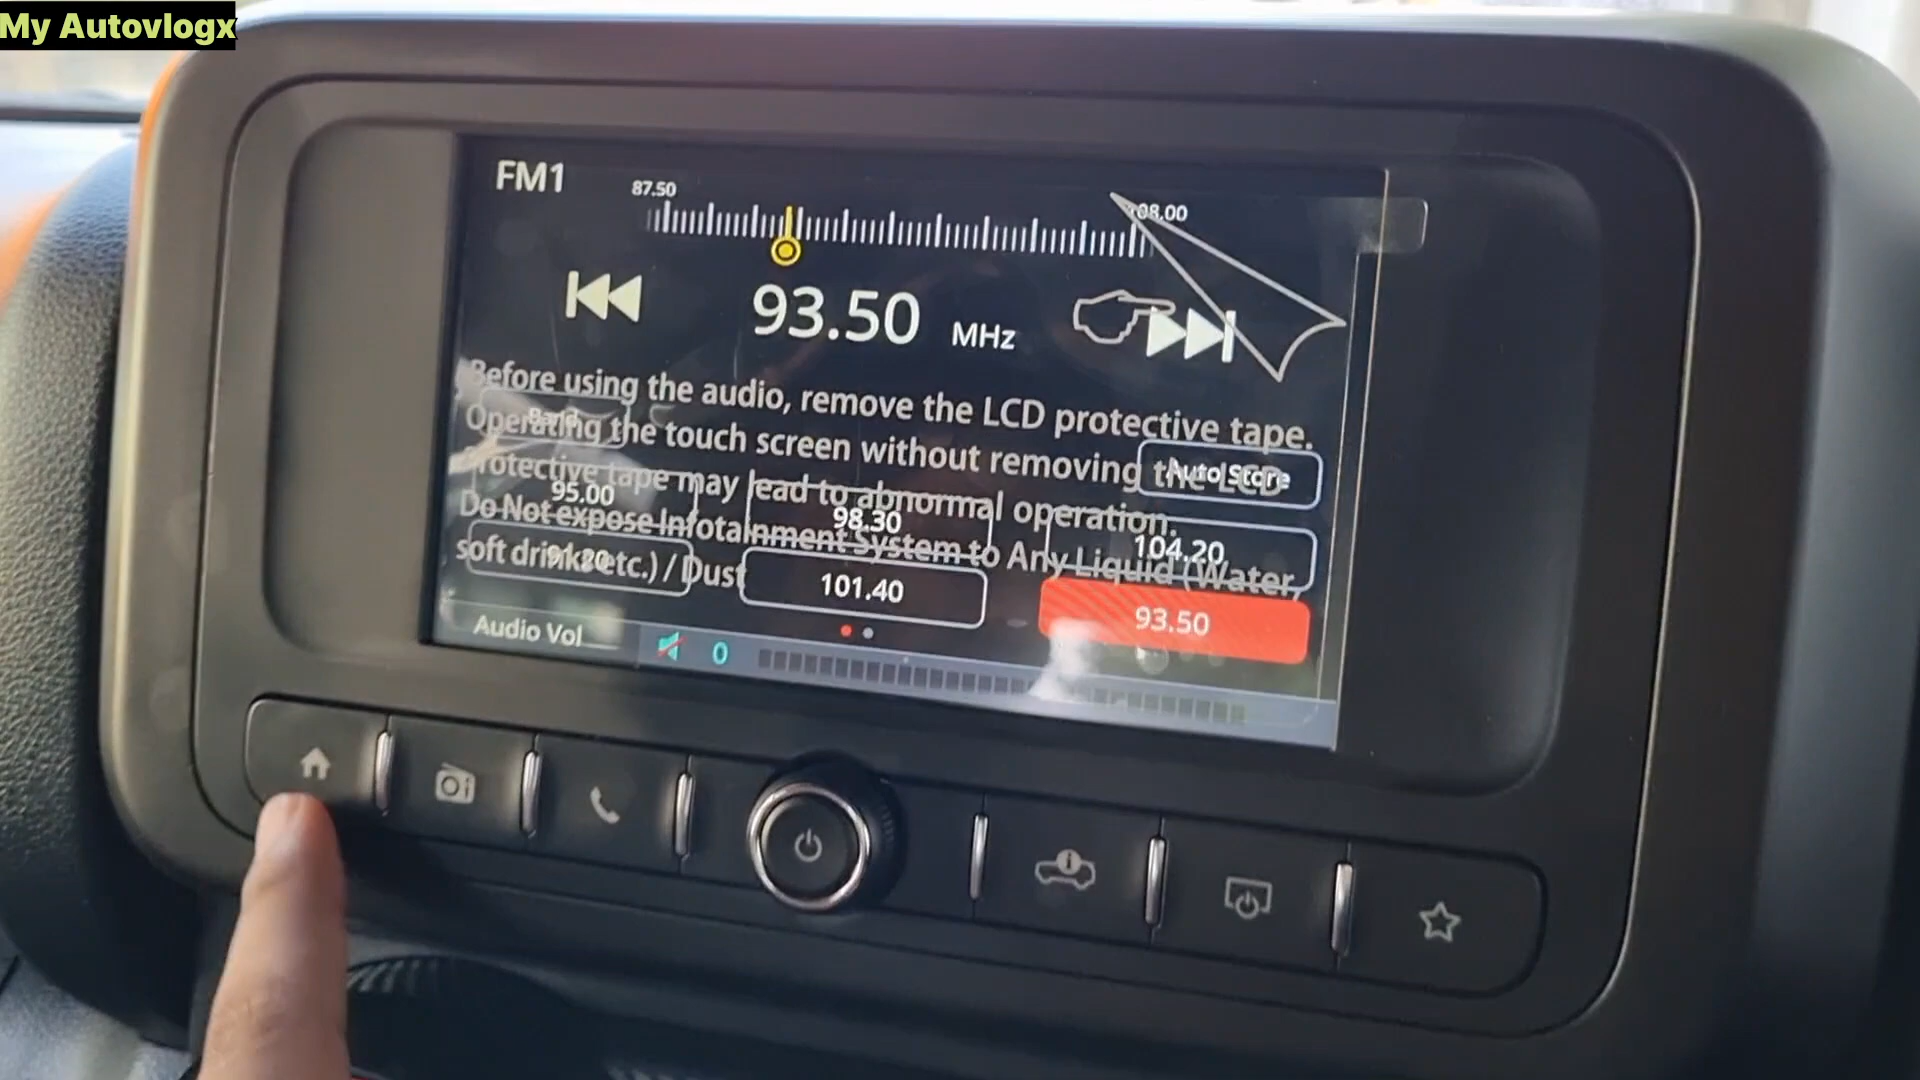 My Autovlogx
FM1
87.50
108.00
93.50 MHz
Before using the audio, remove the LCD protective tape.
Operating the touch screen without removing the LCD
Protective tape may lead to abnormal operation.
Do Not expose Infotainment System to Any Liquid (Water,
soft drinks etc.) / Dust
Band
Auto Store
95.00
98.30
104.20
91.20
101.40
93.50
Audio Vol
0